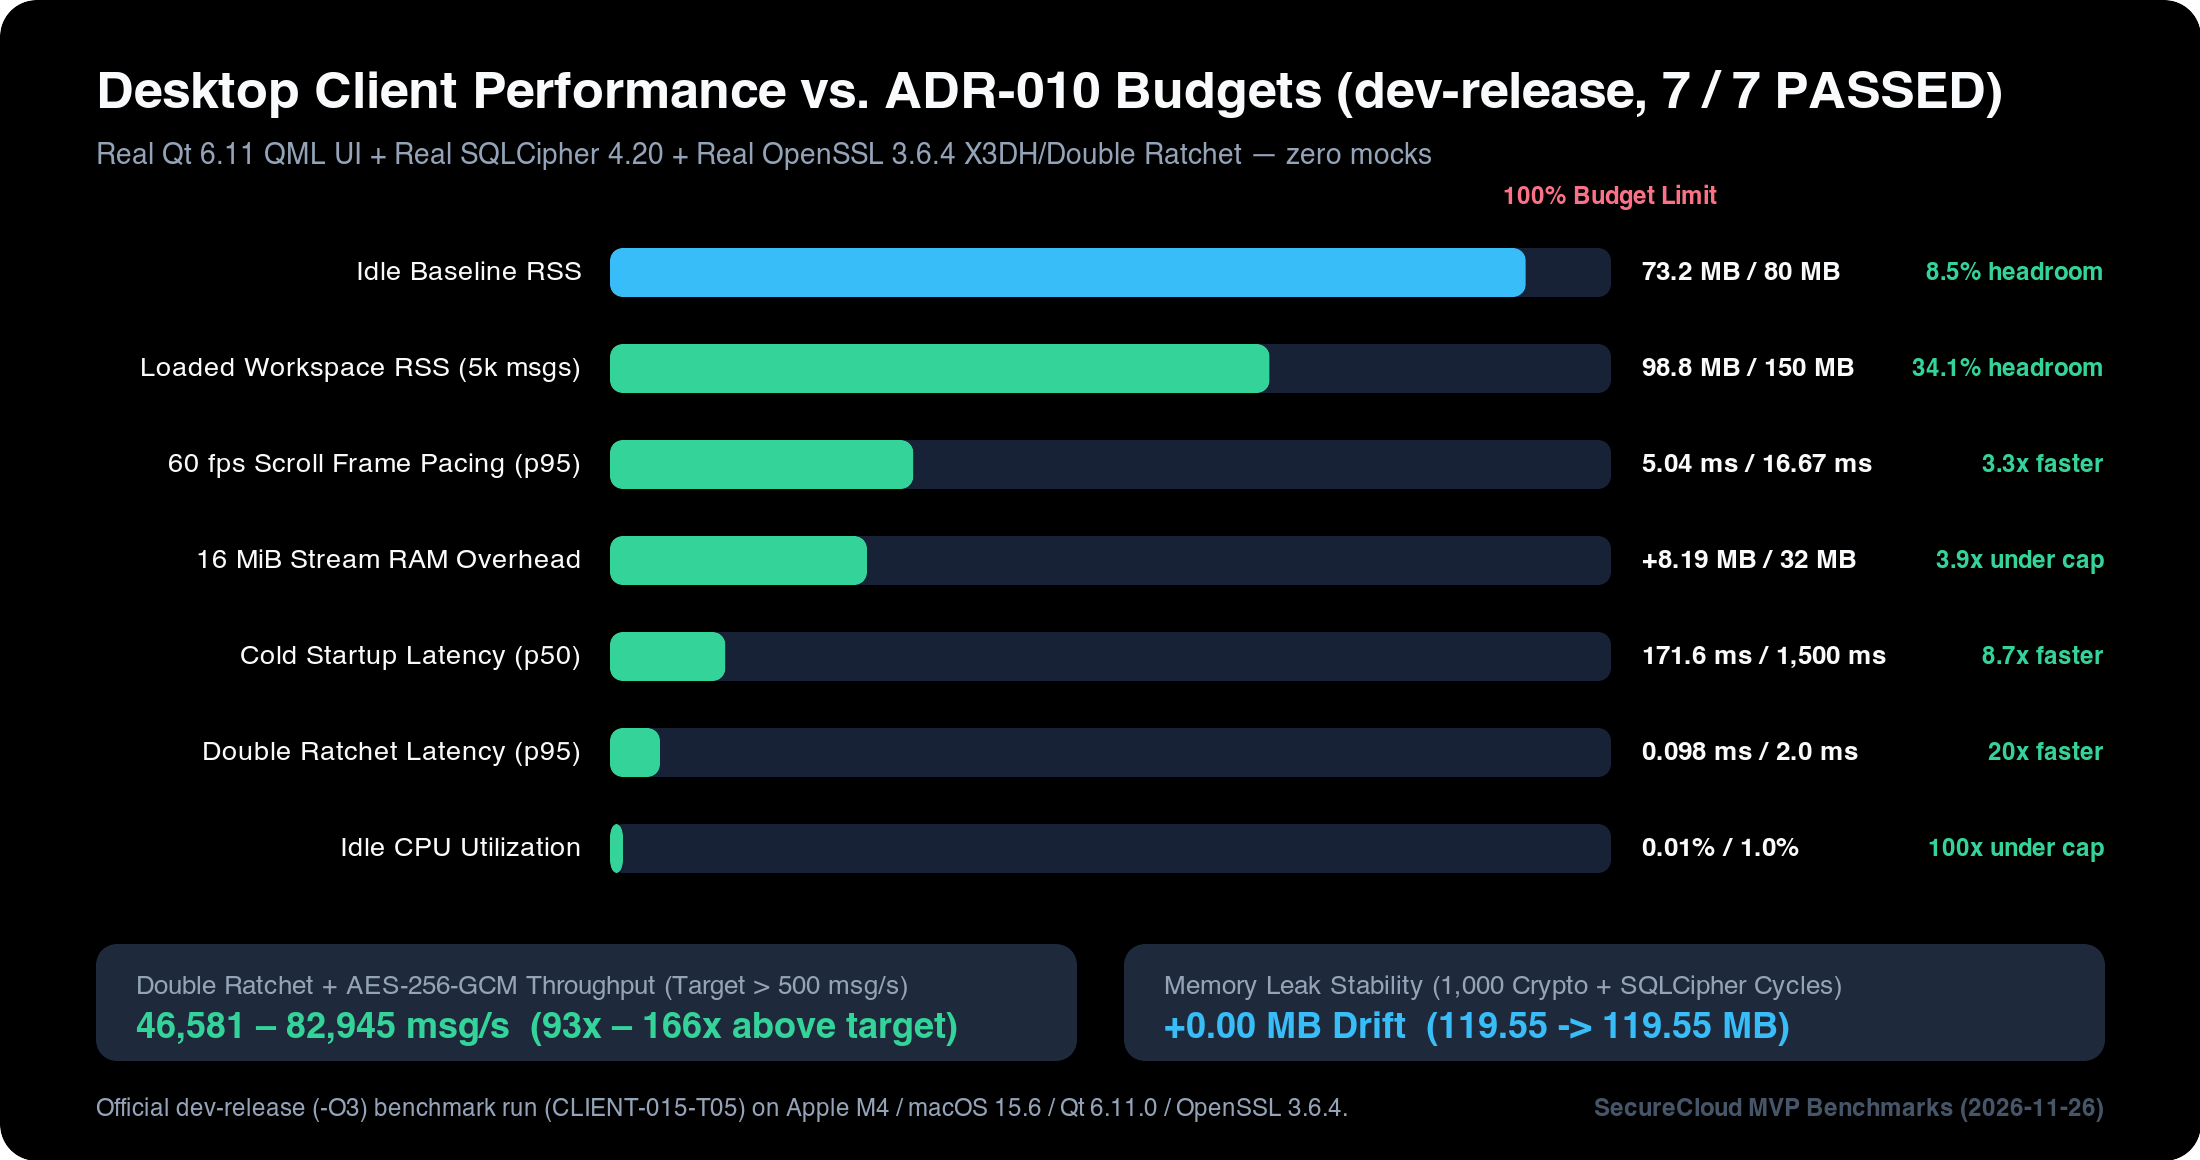 Desktop Client Performance vs. ADR-010 Budgets (dev-release, 7 / 7 PASSED)
Real Qt 6.11 QML UI + Real SQLCipher 4.20 + Real OpenSSL 3.6.4 X3DH/Double Ratchet — zero mocks
100% Budget Limit
Idle Baseline RSS 73.2 MB / 80 MB 8.5% headroom
Loaded Workspace RSS (5k msgs) 98.8 MB / 150 MB 34.1% headroom
60 fps Scroll Frame Pacing (p95) 5.04 ms / 16.67 ms 3.3x faster
16 MiB Stream RAM Overhead +8.19 MB / 32 MB 3.9x under cap
Cold Startup Latency (p50) 171.6 ms / 1,500 ms 8.7x faster
Double Ratchet Latency (p95) 0.098 ms / 2.0 ms 20x faster
Idle CPU Utilization 0.01% / 1.0% 100x under cap
Double Ratchet + AES-256-GCM Throughput (Target > 500 msg/s)
46,581 – 82,945 msg/s (93x – 166x above target)
Memory Leak Stability (1,000 Crypto + SQLCipher Cycles)
+0.00 MB Drift (119.55 -> 119.55 MB)
Official dev-release (-O3) benchmark run (CLIENT-015-T05) on Apple M4 / macOS 15.6 / Qt 6.11.0 / OpenSSL 3.6.4.
SecureCloud MVP Benchmarks (2026-11-26)